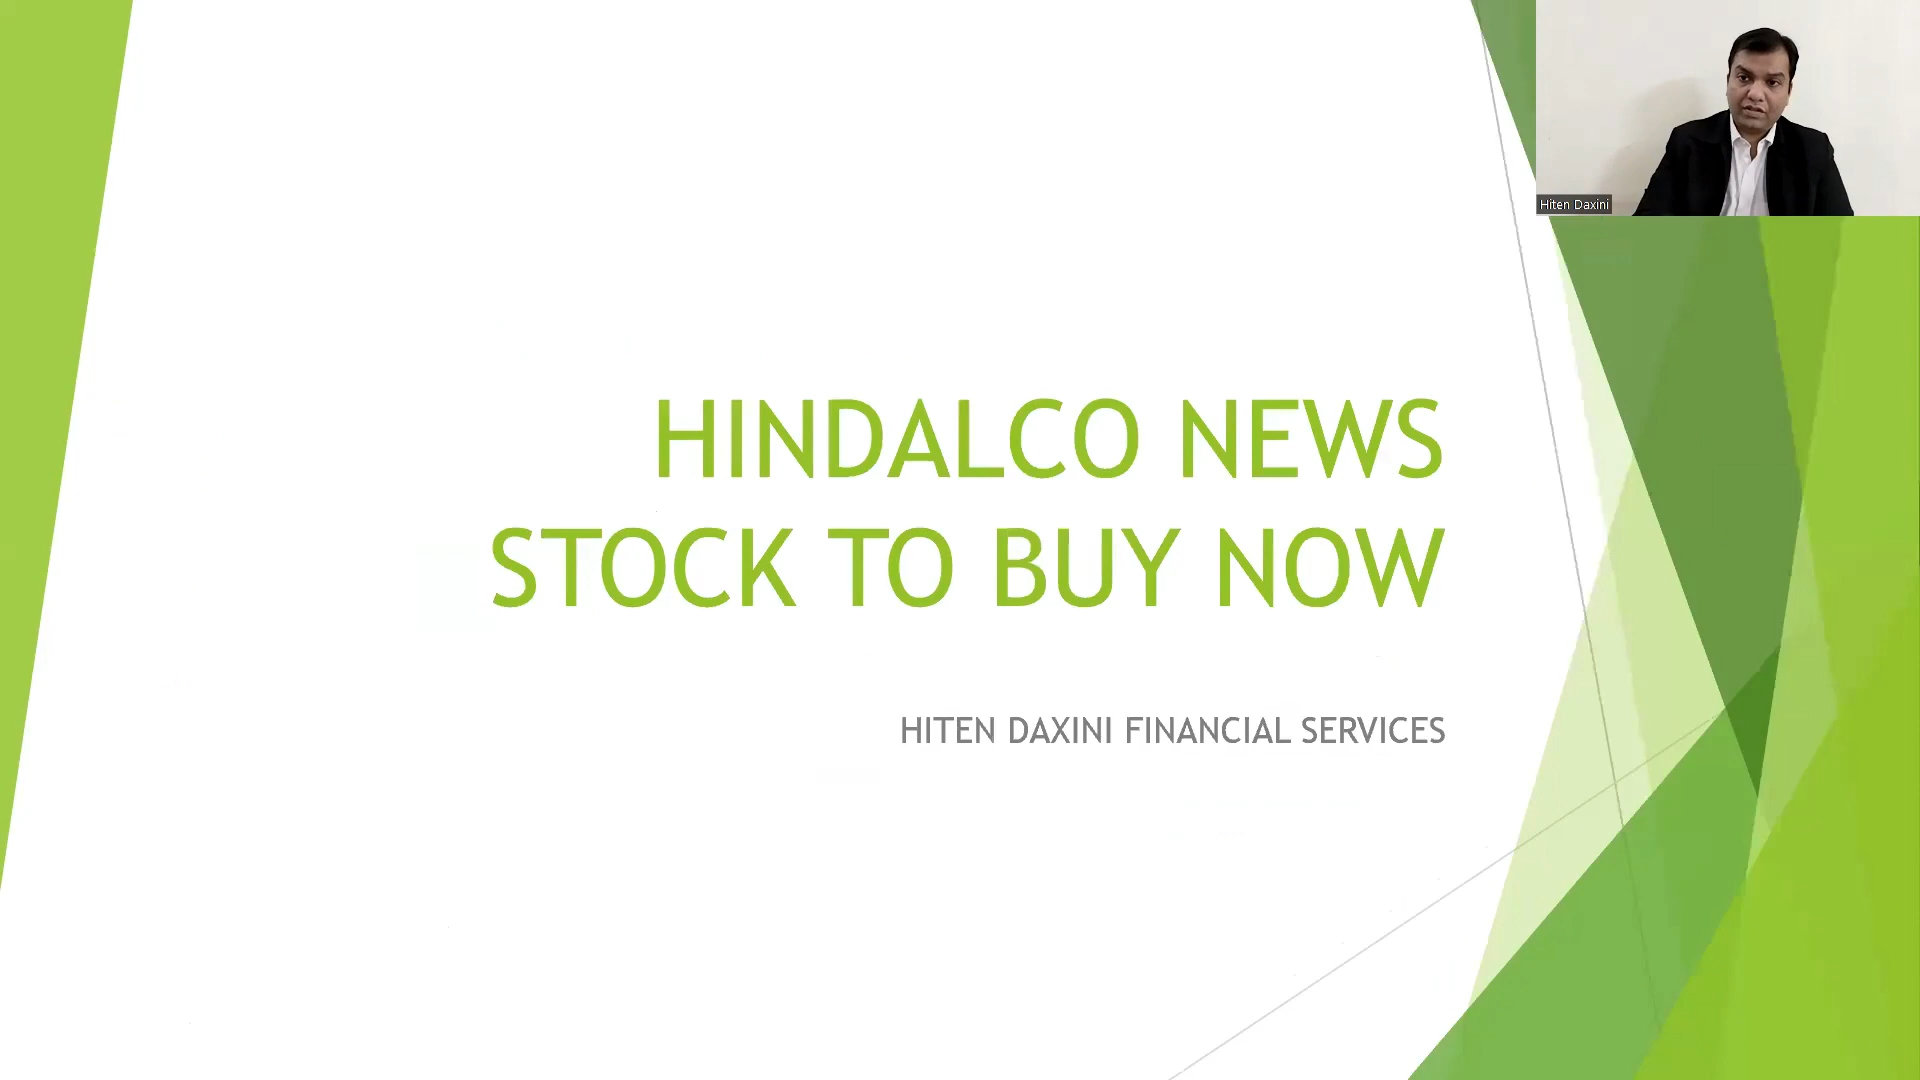 Hiten Daxini
HINDALCO NEWS
STOCK TO BUY NOW
HITEN DAXINI FINANCIAL SERVICES